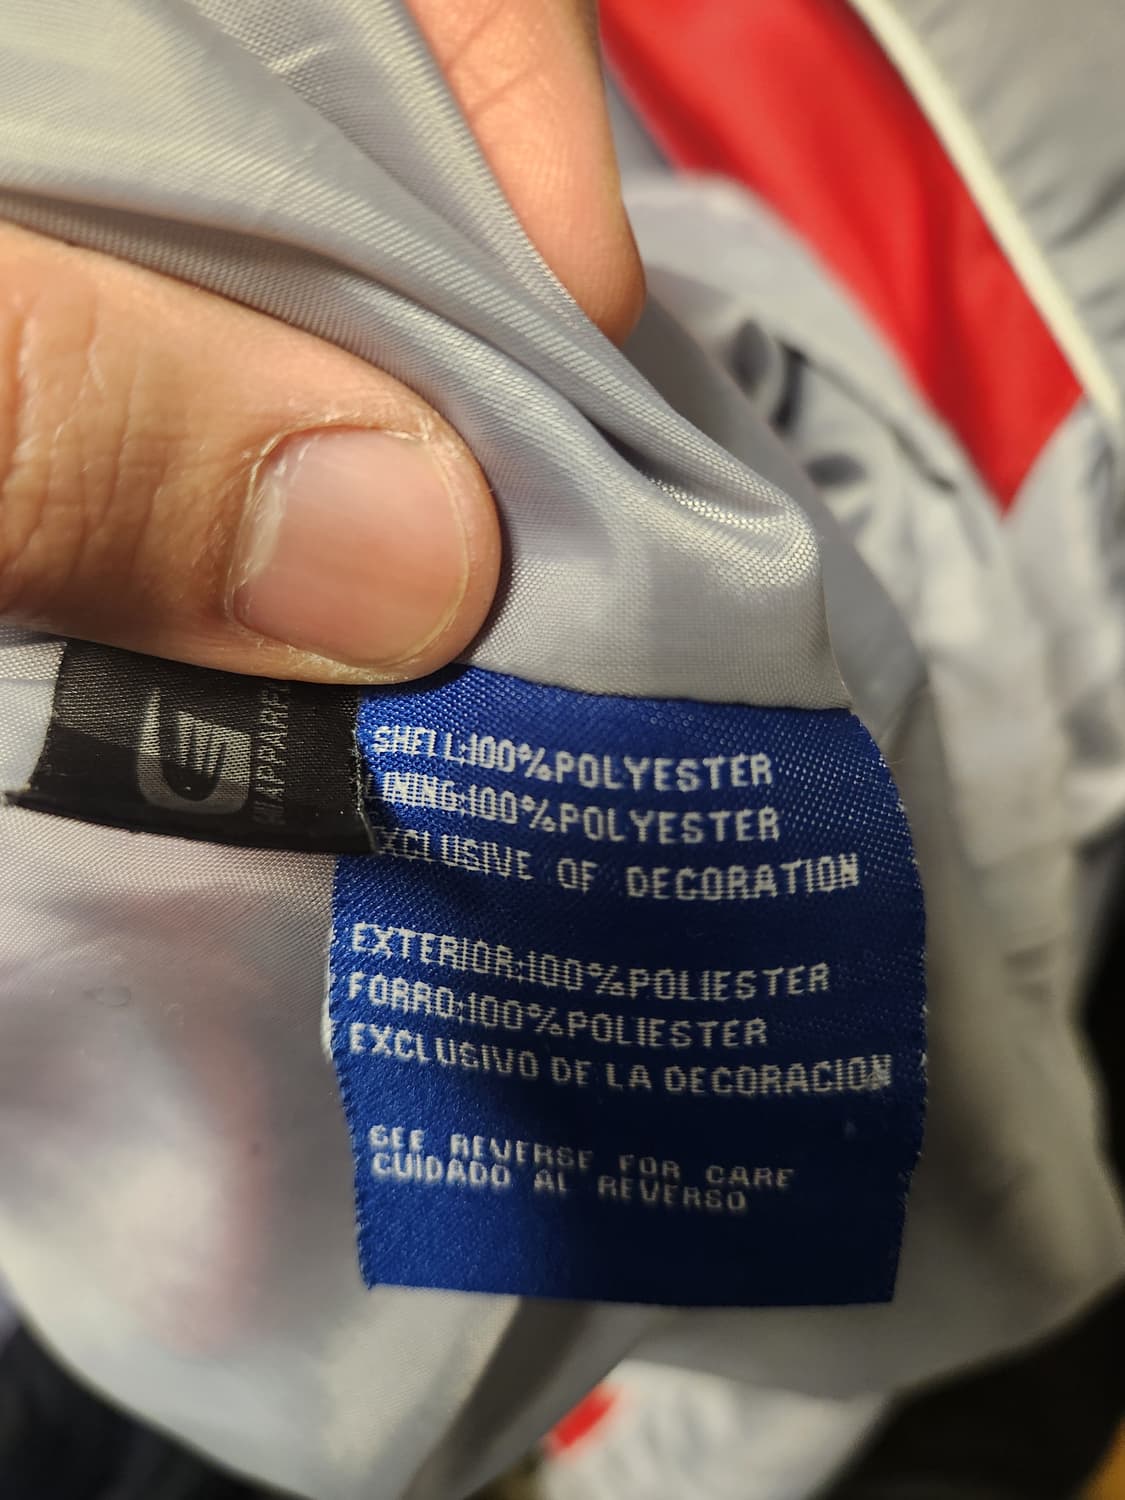 SHELL:100%POLYESTER
LINING:100%POLYESTER
EXCLUSIVE OF DECORATION
EXTERIOR:100%POLIESTER
FORRO:100%POLIESTER
EXCLUSIVO DE LA DECORACION
SEE REVERSE FOR CARE
CUIDADO AL REVERSO